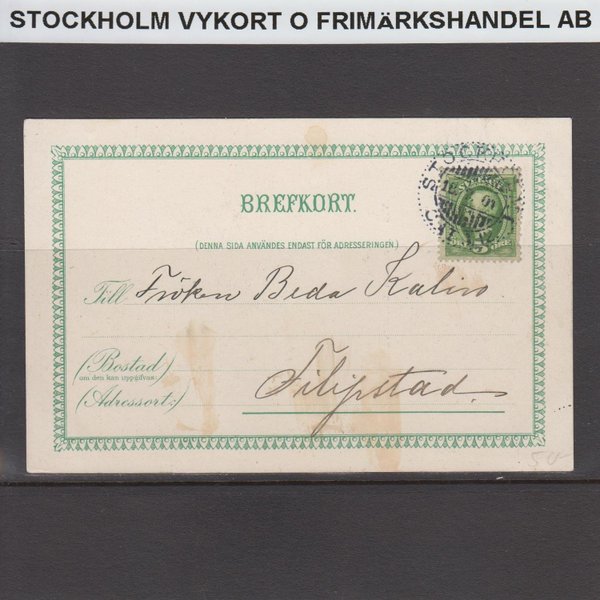 STOCKHOLM VYKORT O FRIMÄRKSHANDEL AB
BREFKORT.
(DENNA SIDA ANVÄNDES ENDAST FÖR ADRESSERINGEN.)
Till Fröken Beda Kalin
(Bostad)
om den kan uppgifvas:
Filipstad.
(Adressort:)